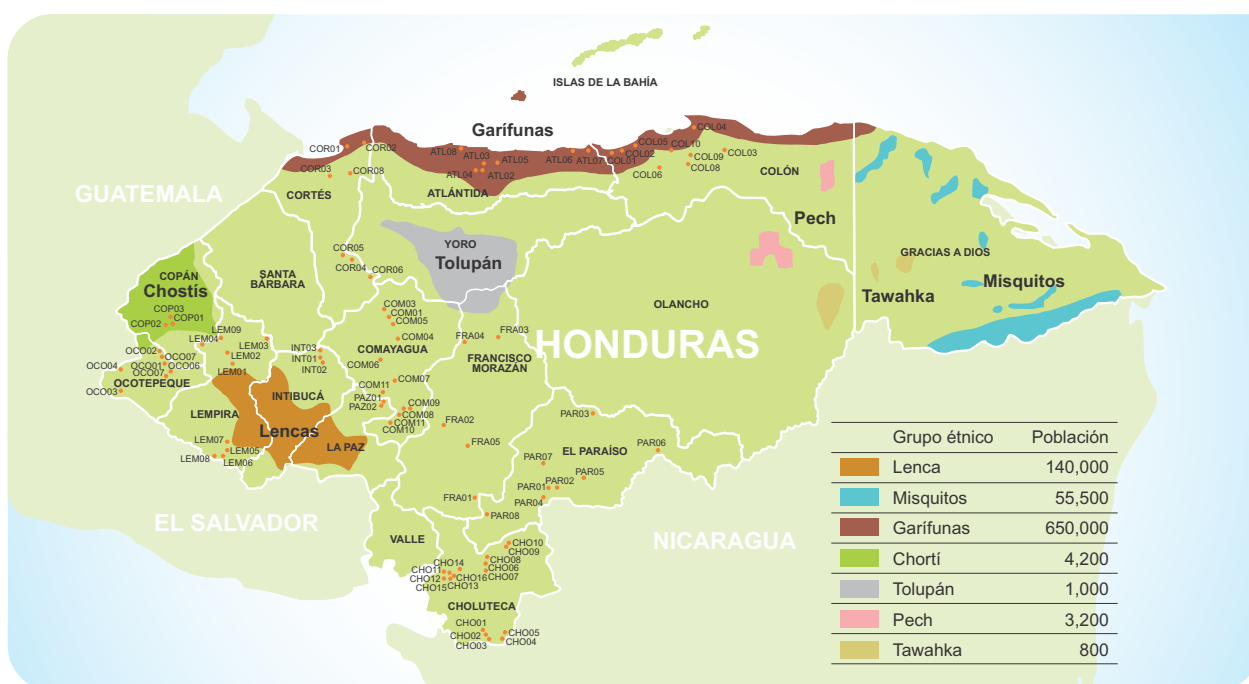 ISLAS DE LA BAHÍA
Garífunas
COL04
COR01
COR02
ATL08
ATL03
ATL05
ATL06
ATL07
COL01
COL02
COL05
COL10
COL09
COL03
COR03
COR08
ATL04
ATL02
COL06
COL08
GUATEMALA
CORTÉS
ATLÁNTIDA
COLÓN
Pech
COR05
YORO
Tolupán
GRACIAS A DIOS
COPÁN
Chostís
SANTA
BÁRBARA
COR04
COR06
Tawahka
Misquitos
OLANCHO
COP03
COP01
COP02
COM03
COM01
COM05
COM04
LEM09
LEM04
LEM03
LEM02
LEM01
INT03
INT01
INT02
COMAYAGUA
COM06
FRA04
FRA03
FRANCISCO
MORAZÁN
HONDURAS
OCO02
OCO07
OCO04
OCO01
OCO06
OCO07
OCOTEPEQUE
OCO03
COM07
COM11
PAZ01
PAZ02
COM09
COM08
COM11
COM10
INTIBUCÁ
LEMPIRA
Lencas
LA PAZ
FRA02
FRA05
PAR03
PAR06
EL PARAÍSO
LEM07
LEM05
LEM08
LEM06
PAR07
PAR05
PAR01
PAR02
PAR04
FRA01
PAR08
EL SALVADOR
NICARAGUA
VALLE
CHO10
CHO09
CHO08
CHO06
CHO07
CHO14
CHO11
CHO12
CHO16
CHO13
CHO15
CHOLUTECA
CHO01
CHO02
CHO03
CHO05
CHO04
Grupo étnico Población
Lenca 140,000
Misquitos 55,500
Garífunas 650,000
Chortí 4,200
Tolupán 1,000
Pech 3,200
Tawahka 800